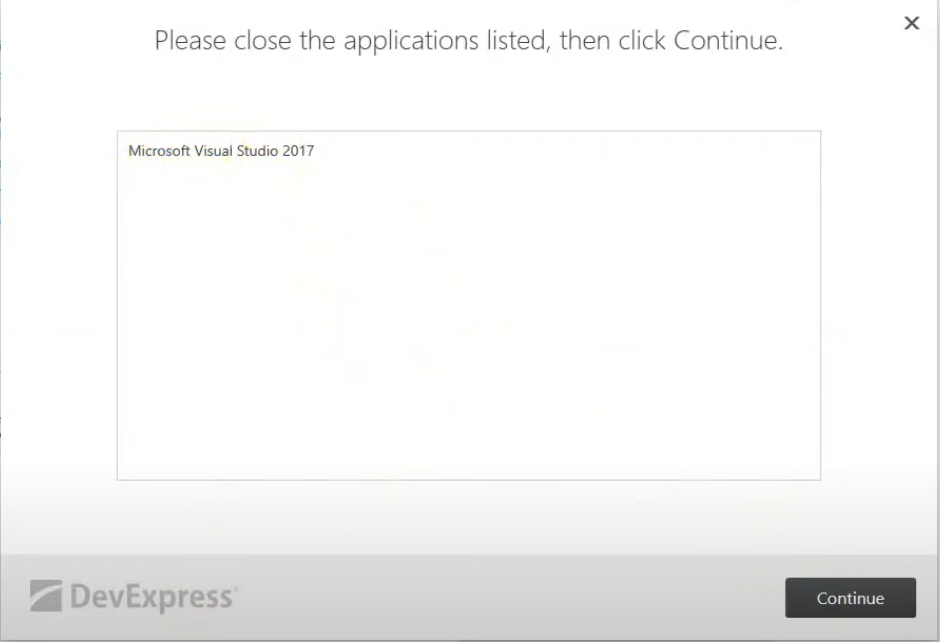 Please close the applications listed, then click Continue.
Microsoft Visual Studio 2017
DevExpress
Continue